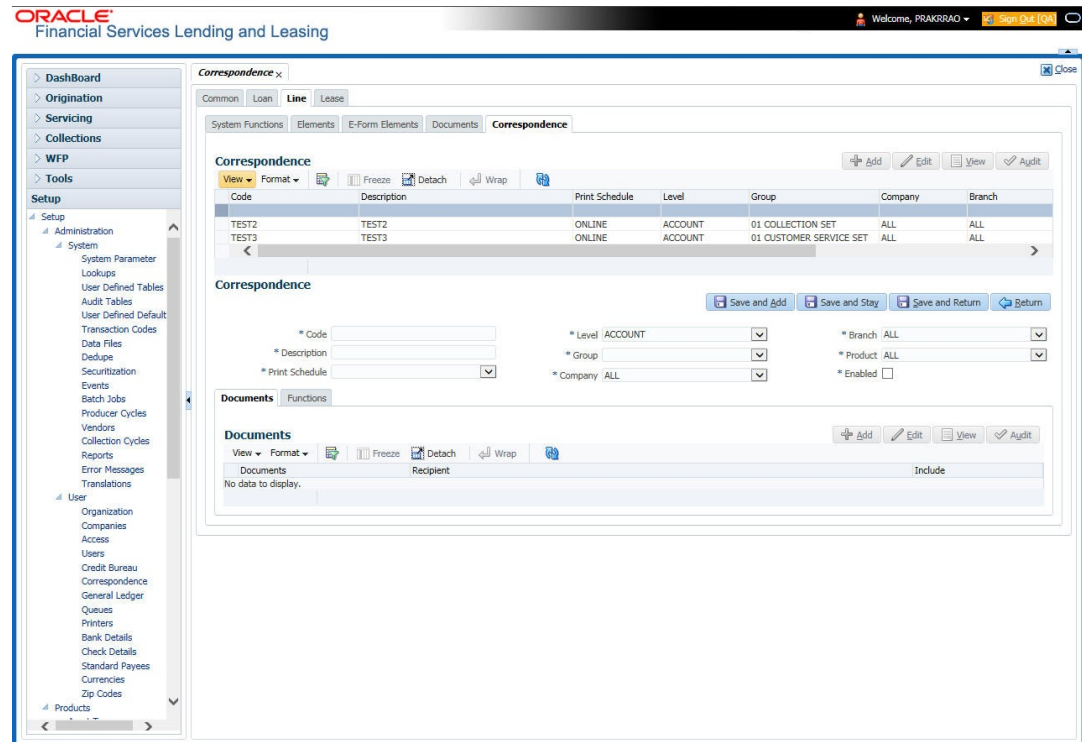 ORACLE®
Financial Services Lending and Leasing
Welcome, PRAKRRAO
Sign Out [QA]
Close
DashBoard
Origination
Servicing
Collections
WFP
Tools
Setup
Setup
Administration
System
System Parameter
Lookups
User Defined Tables
Audit Tables
User Defined Default
Transaction Codes
Data Files
Dedupe
Securitization
Events
Batch Jobs
Producer Cycles
Vendors
Collection Cycles
Reports
Error Messages
Translations
User
Organization
Companies
Access
Users
Credit Bureau
Correspondence
General Ledger
Queues
Printers
Bank Details
Check Details
Standard Payees
Currencies
Zip Codes
Products
Correspondence
Common Loan Line Lease
System Functions Elements E-Form Elements Documents Correspondence
Correspondence
Add Edit View Audit
View Format Freeze Detach Wrap
Code Description Print Schedule Level Group Company Branch
TEST2 TEST2 ONLINE ACCOUNT 01 COLLECTION SET ALL ALL
TEST3 TEST3 ONLINE ACCOUNT 01 CUSTOMER SERVICE SET ALL ALL
Correspondence
Save and Add Save and Stay Save and Return Return
* Code * Level ACCOUNT * Branch ALL
* Description * Group * Product ALL
* Print Schedule * Company ALL * Enabled
Documents Functions
Documents
Add Edit View Audit
View Format Freeze Detach Wrap
Documents Recipient Include
No data to display.